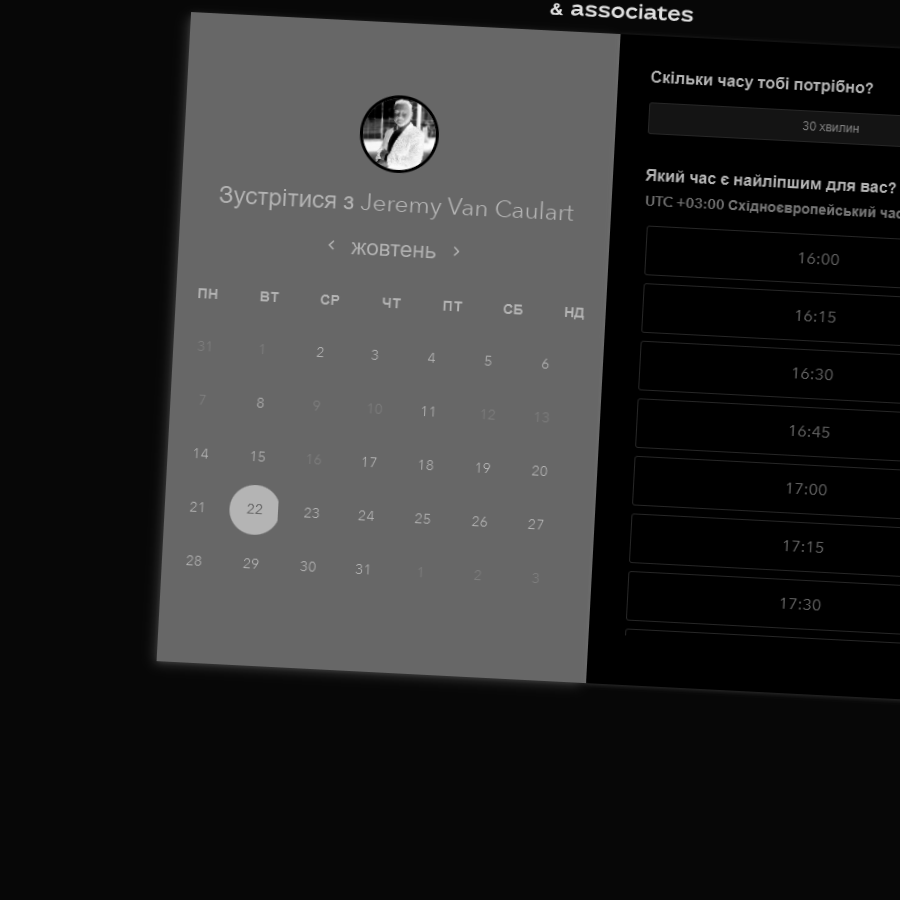 & associates
Зустрітися з Jeremy Van Caulart
‹ жовтень ›
ПН ВТ СР ЧТ ПТ СБ НД
31 1 2 3 4 5 6
7 8 9 10 11 12 13
14 15 16 17 18 19 20
21 22 23 24 25 26 27
28 29 30 31 1 2 3
Скільки часу тобі потрібно?
30 хвилин
Який час є найліпшим для вас?
UTC +03:00 Східноєвропейський час
16:00
16:15
16:30
16:45
17:00
17:15
17:30